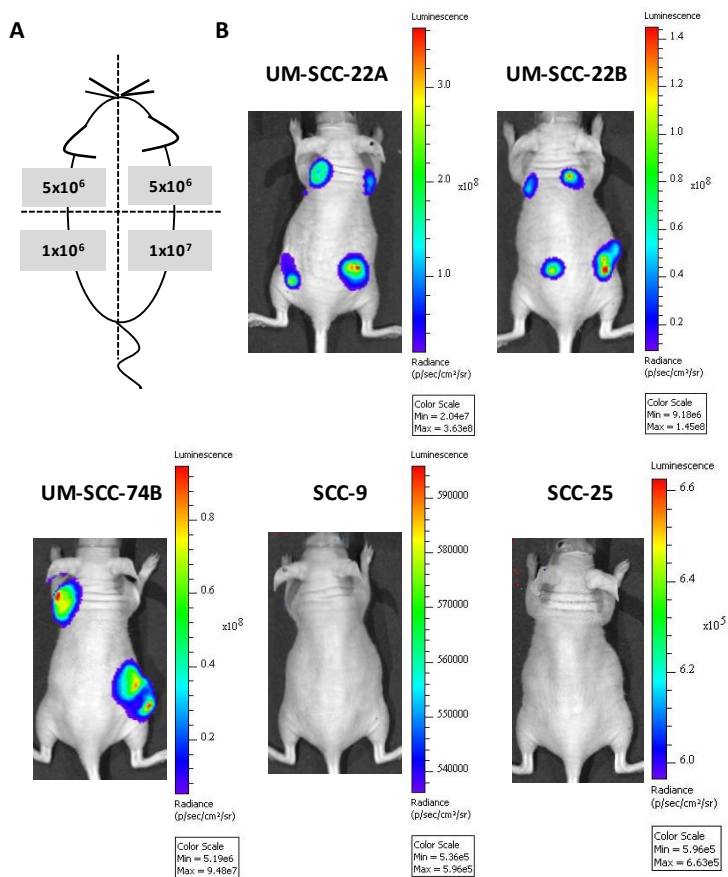 A
5x10⁶
5x10⁶
1x10⁶
1x10⁷
B
UM-SCC-22A
Luminescence
3.0
2.0
x10⁸
1.0
Radiance
(p/sec/cm²/sr)
Color Scale
Min = 2.04e7
Max = 3.63e8
UM-SCC-22B
Luminescence
1.4
1.2
1.0
0.8
x10⁸
0.6
0.4
0.2
Radiance
(p/sec/cm²/sr)
Color Scale
Min = 9.18e6
Max = 1.45e8
UM-SCC-74B
Luminescence
0.8
0.6
x10⁸
0.4
0.2
Radiance
(p/sec/cm²/sr)
Color Scale
Min = 5.19e6
Max = 9.48e7
SCC-9
Luminescence
590000
580000
570000
560000
550000
540000
Radiance
(p/sec/cm²/sr)
Color Scale
Min = 5.36e5
Max = 5.96e5
SCC-25
Luminescence
6.6
6.4
x10⁵
6.2
6.0
Radiance
(p/sec/cm²/sr)
Color Scale
Min = 5.96e5
Max = 6.63e5